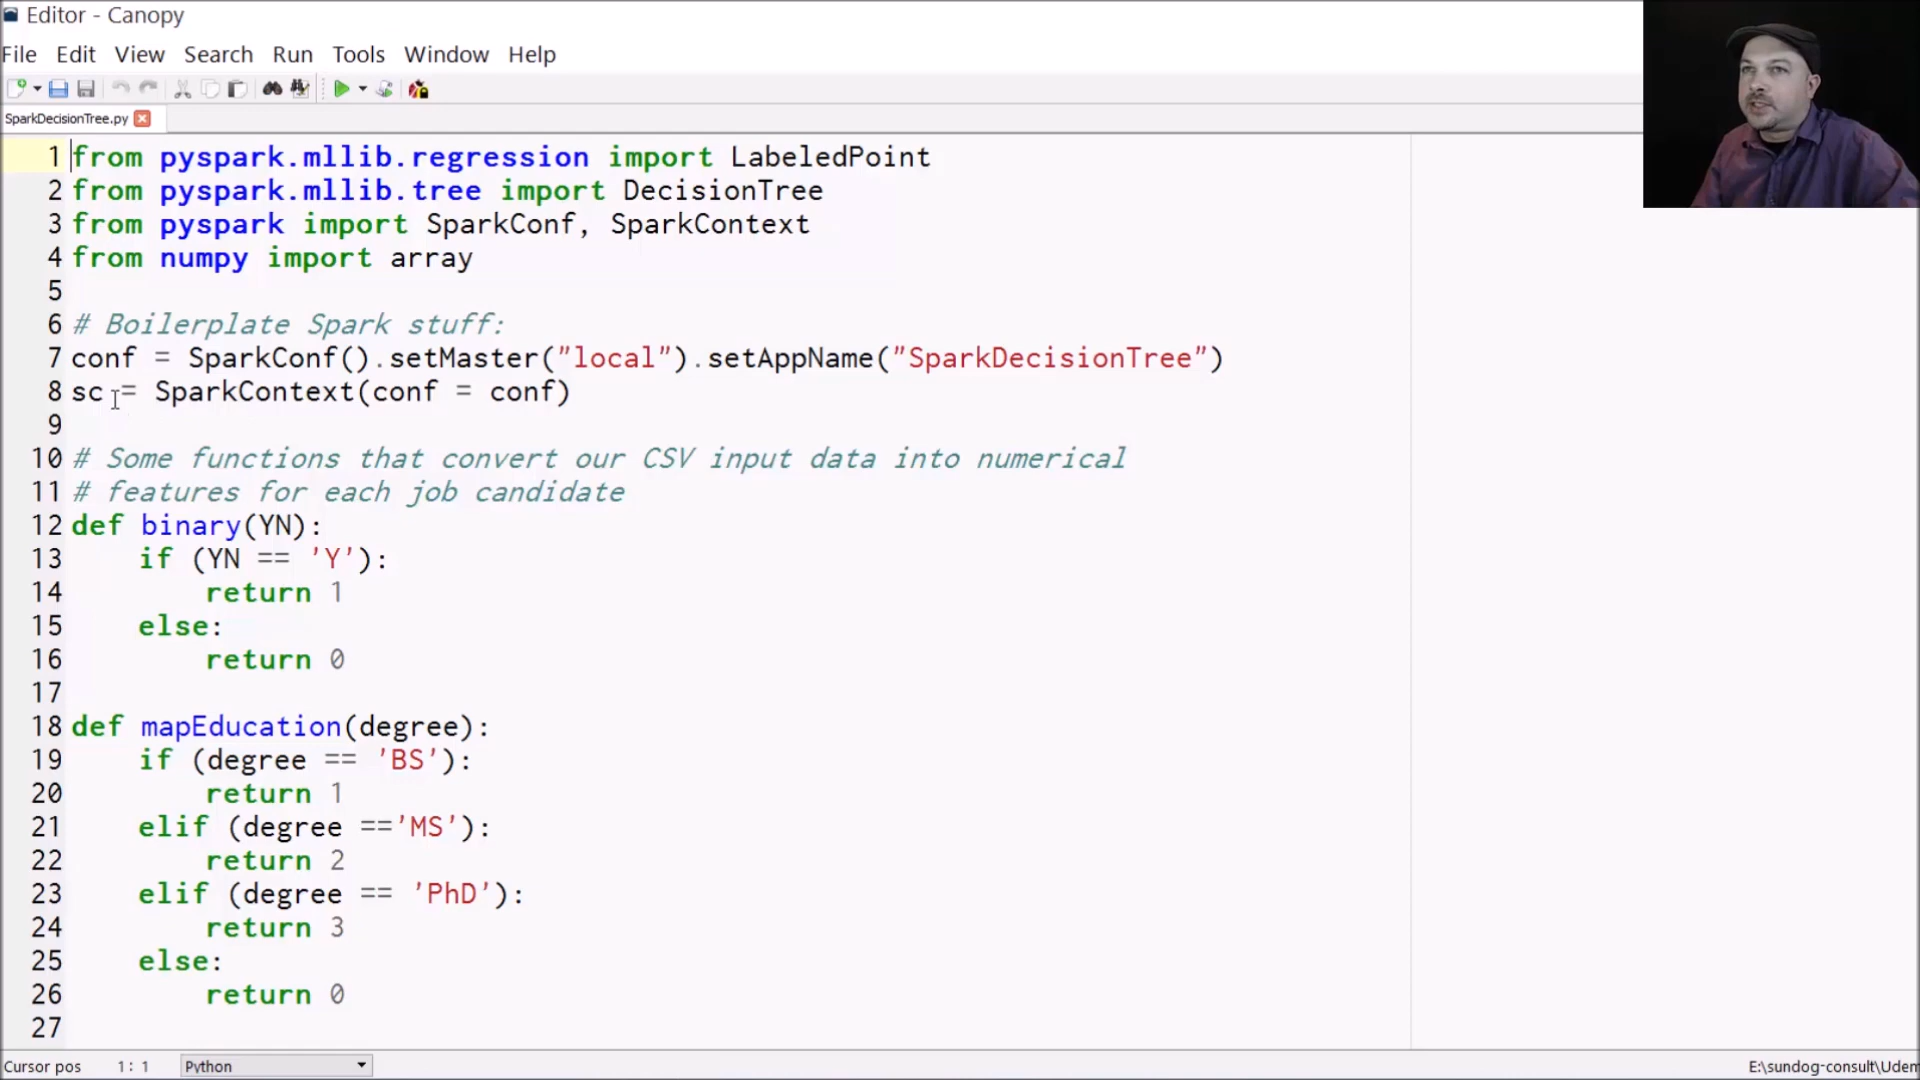 Editor - Canopy
File Edit View Search Run Tools Window Help
SparkDecisionTree.py
1 from pyspark.mllib.regression import LabeledPoint
2 from pyspark.mllib.tree import DecisionTree
3 from pyspark import SparkConf, SparkContext
4 from numpy import array
5
6 # Boilerplate Spark stuff:
7 conf = SparkConf().setMaster("local").setAppName("SparkDecisionTree")
8 sc = SparkContext(conf = conf)
9
10 # Some functions that convert our CSV input data into numerical
11 # features for each job candidate
12 def binary(YN):
13     if (YN == 'Y'):
14         return 1
15     else:
16         return 0
17
18 def mapEducation(degree):
19     if (degree == 'BS'):
20         return 1
21     elif (degree =='MS'):
22         return 2
23     elif (degree == 'PhD'):
24         return 3
25     else:
26         return 0
27
Cursor pos 1: 1 Python E:\sundog-consult\Udem